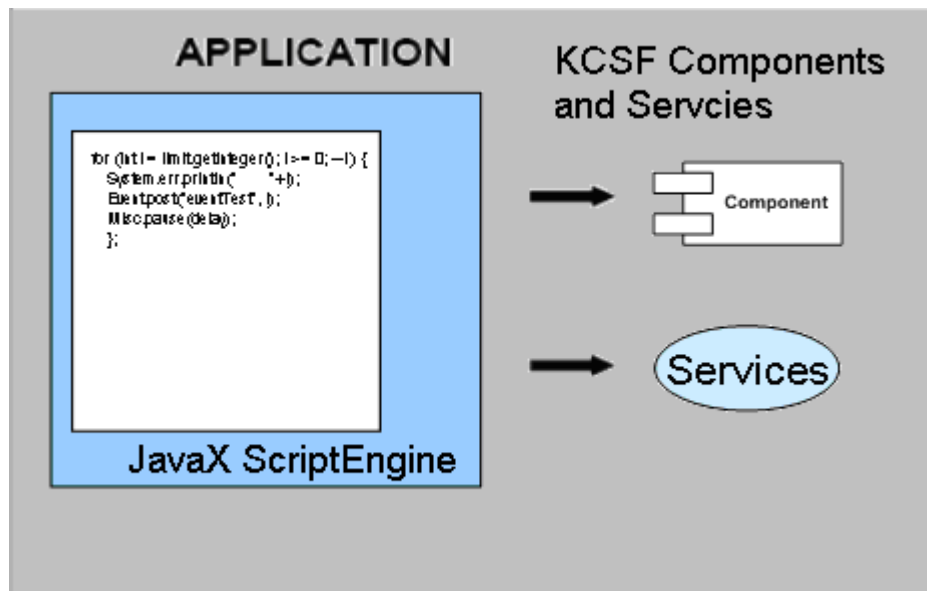 APPLICATION
KCSF Components
and Servcies
for (int i = limit.getInteger(); i >= 0; --i) {
System.err.println(" "+i);
Event.post("eventTest", i);
Misc.pause(delay);
};
Component
Services
JavaX ScriptEngine